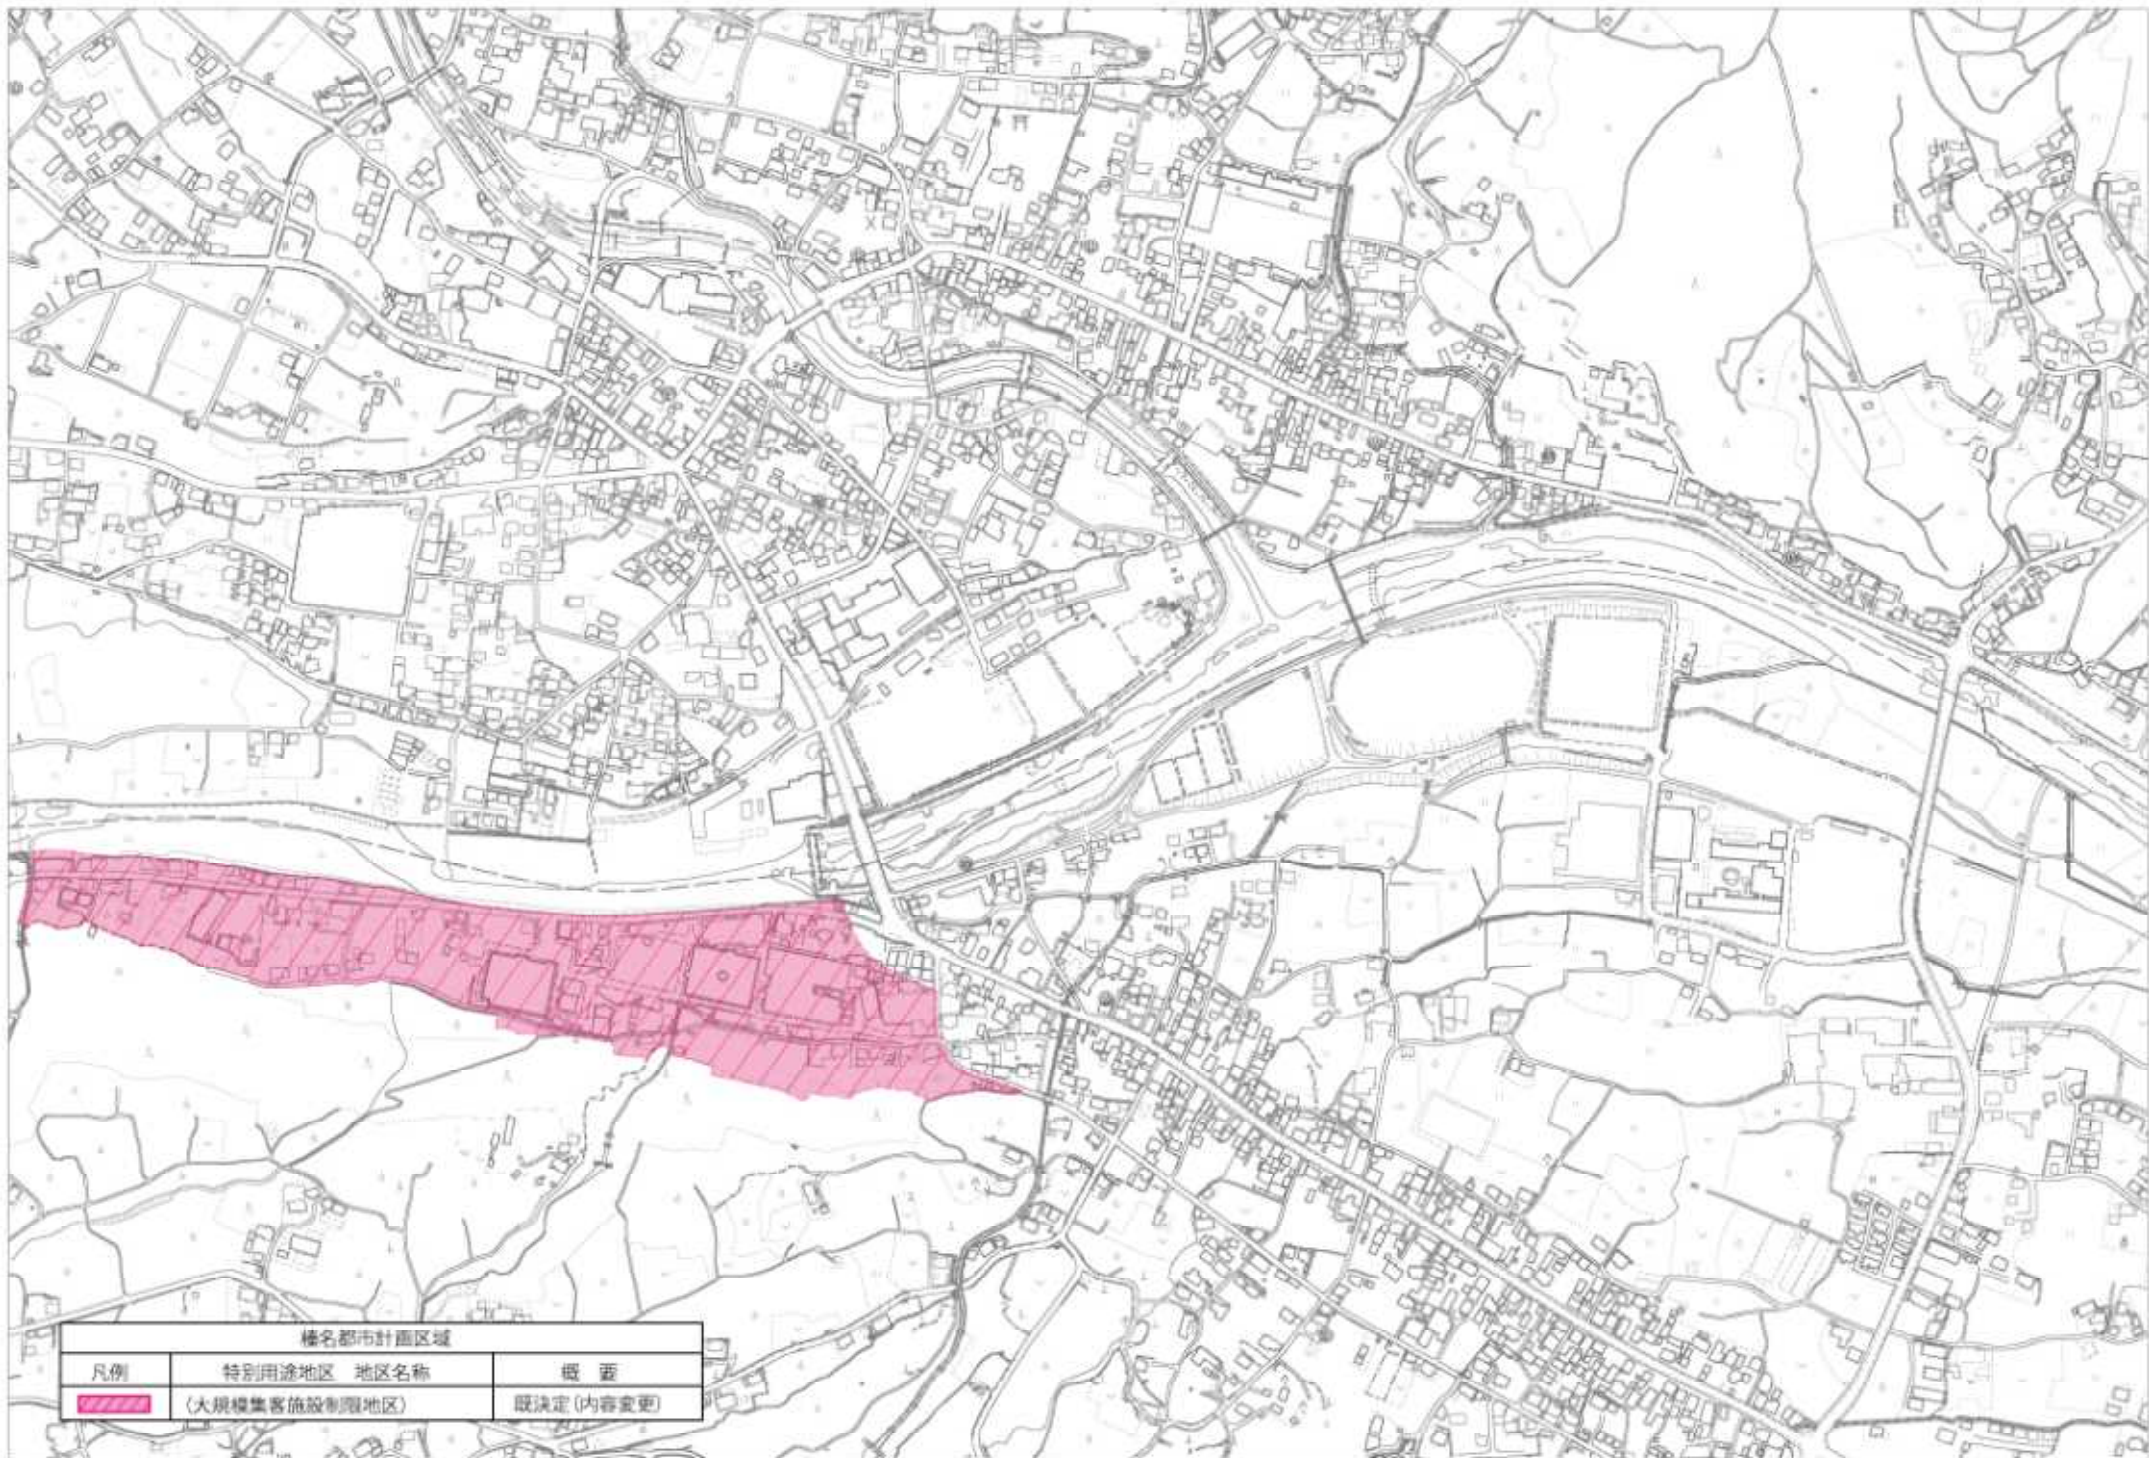 榛名都市計画区域
凡例 特別用途地区 地区名称 概 要
(大規模集客施設制限地区) 既決定(内容変更)